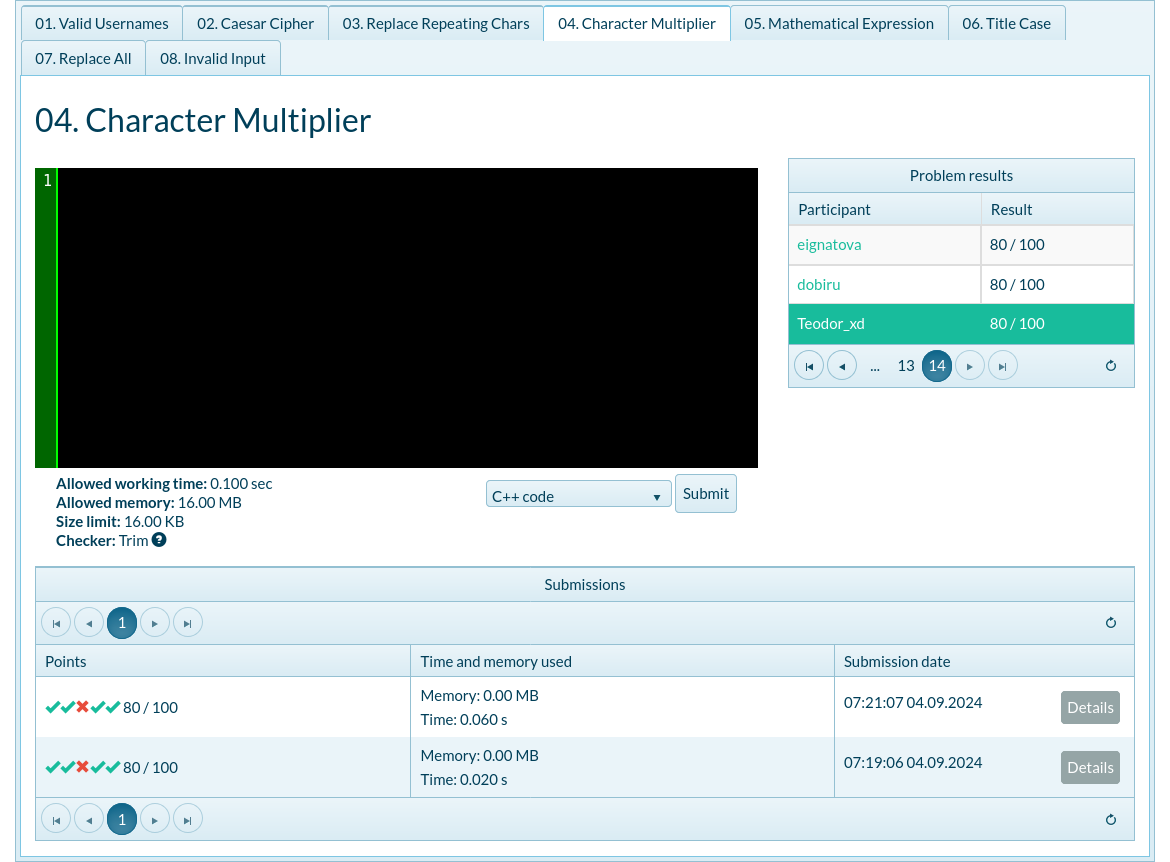 01. Valid Usernames 02. Caesar Cipher 03. Replace Repeating Chars 04. Character Multiplier 05. Mathematical Expression 06. Title Case
07. Replace All 08. Invalid Input
04. Character Multiplier
1
Problem results
Participant Result
eignatova 80 / 100
dobiru 80 / 100
Teodor_xd 80 / 100
... 13 14
Allowed working time: 0.100 sec
Allowed memory: 16.00 MB
Size limit: 16.00 KB
Checker: Trim ?
C++ code Submit
Submissions
1
Points Time and memory used Submission date
80 / 100 Memory: 0.00 MB 07:21:07 04.09.2024 Details
Time: 0.060 s
80 / 100 Memory: 0.00 MB 07:19:06 04.09.2024 Details
Time: 0.020 s
1